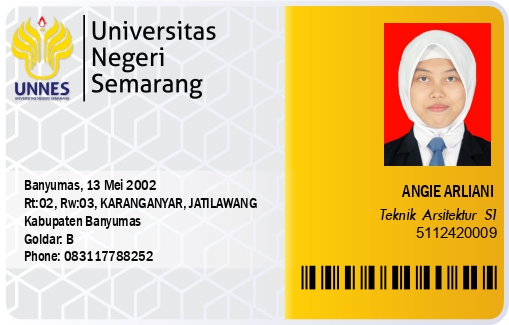 UNNES
UNIVERSITAS NEGERI SEMARANG
Universitas
Negeri
Semarang
Banyumas, 13 Mei 2002
Rt:02, Rw:03, KARANGANYAR, JATILAWANG
Kabupaten Banyumas
Goldar: B
Phone: 083117788252
ANGIE ARLIANI
Teknik Arsitektur S1
5112420009